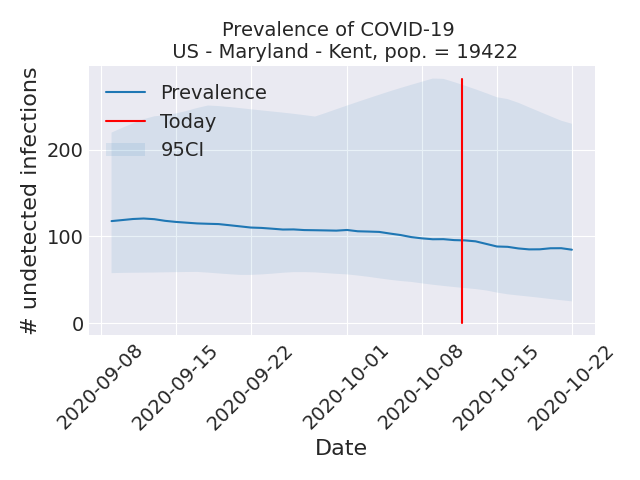 Prevalence of COVID-19
US - Maryland - Kent, pop. = 19422
# undetected infections
200
100
0
Prevalence
Today
95CI
2020-09-08
2020-09-15
2020-09-22
2020-10-01
2020-10-08
2020-10-15
2020-10-22
Date